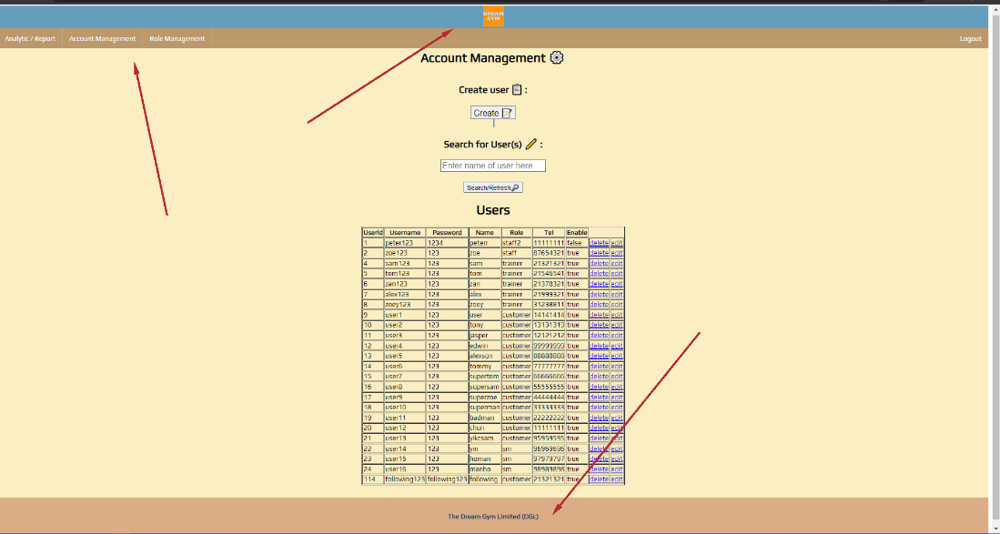 DREAM
GYM
Analytic / Report Account Management Role Management Logout
Account Management
Create user :
Create
Search for User(s) :
Enter name of user here
Search/Refresh
Users
UserId Username Password Name Role Tel Enable
1 peter123 1234 peterr staff2 11111111 false delete edit
2 zoe123 123 zoe staff 87654321 true delete edit
4 sam123 123 sam trainer 21321321 true delete edit
5 tom123 123 tom trainer 21546541 true delete edit
6 zan123 123 zan trainer 21378321 true delete edit
7 alex123 123 alex trainer 21999321 true delete edit
8 zoey123 123 zoey trainer 31238811 true delete edit
9 user1 123 user customer 14141414 true delete edit
10 user2 123 tony customer 13131313 true delete edit
11 user3 123 jasper customer 12121212 true delete edit
12 user4 123 edwin customer 99999999 true delete edit
13 user5 123 alexson customer 88888888 true delete edit
14 user6 123 tommy customer 77777777 true delete edit
15 user7 123 supertom customer 66666666 true delete edit
16 user8 123 supersam customer 55555555 true delete edit
17 user9 123 superzoe customer 44444444 true delete edit
18 user10 123 superman customer 33333333 true delete edit
19 user11 123 badman customer 22222222 true delete edit
20 user12 123 chun customer 11111111 true delete edit
21 user13 123 yikcsam customer 95959595 true delete edit
22 user14 123 yin sm 96969696 true delete edit
23 user15 123 human sm 97979797 true delete edit
24 user16 123 manho sm 98989898 true delete edit
114 following123 following123 following customer 21321321 true delete edit
The Dream Gym Limited (DGL)